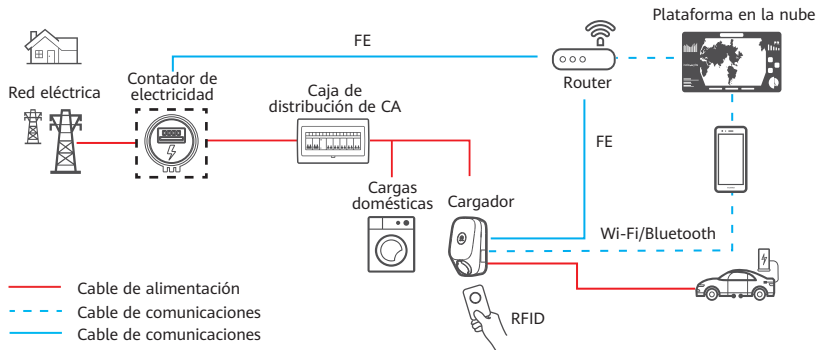 Plataforma en la nube
FE
Contador de
electricidad
Router
Red eléctrica
Caja de
distribución de CA
FE
Cargas
domésticas
Cargador
Wi-Fi/Bluetooth
Cable de alimentación
Cable de comunicaciones
RFID
Cable de comunicaciones